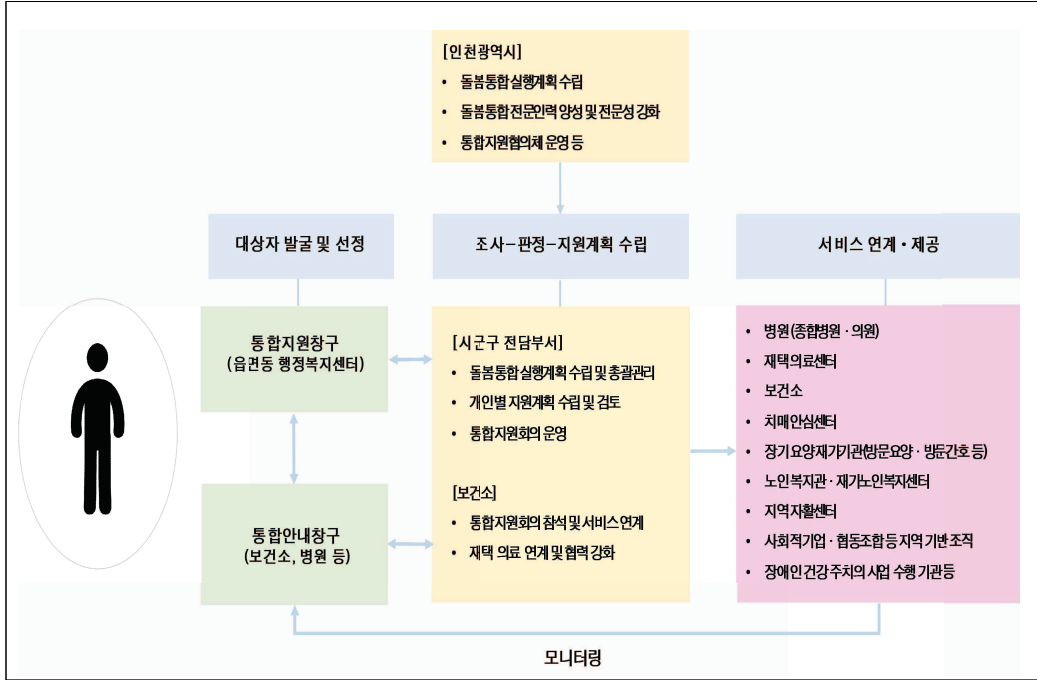 [인천광역시]
• 돌봄통합 실행계획 수립
• 돌봄통합 전문인력 양성 및 전문성 강화
• 통합지원협의체 운영 등
대상자 발굴 및 선정
조사-판정-지원계획 수립
서비스 연계·제공
통합지원창구
(읍면동 행정복지센터)
통합안내창구
(보건소, 병원 등)
[시군구 전담부서]
• 돌봄통합 실행계획 수립 및 총괄관리
• 개인별 지원계획 수립 및 검토
• 통합지원회의 운영
[보건소]
• 통합지원회의 참석 및 서비스 연계
• 재택 의료 연계 및 협력 강화
• 병원(종합병원·의원)
• 재택의료센터
• 보건소
• 치매안심센터
• 장기요양재가기관(방문요양·방문간호 등)
• 노인복지관·재가노인복지센터
• 지역자활센터
• 사회적기업·협동조합 등 지역 기반 조직
• 장애인 건강 주치의 사업 수행 기관 등
모니터링